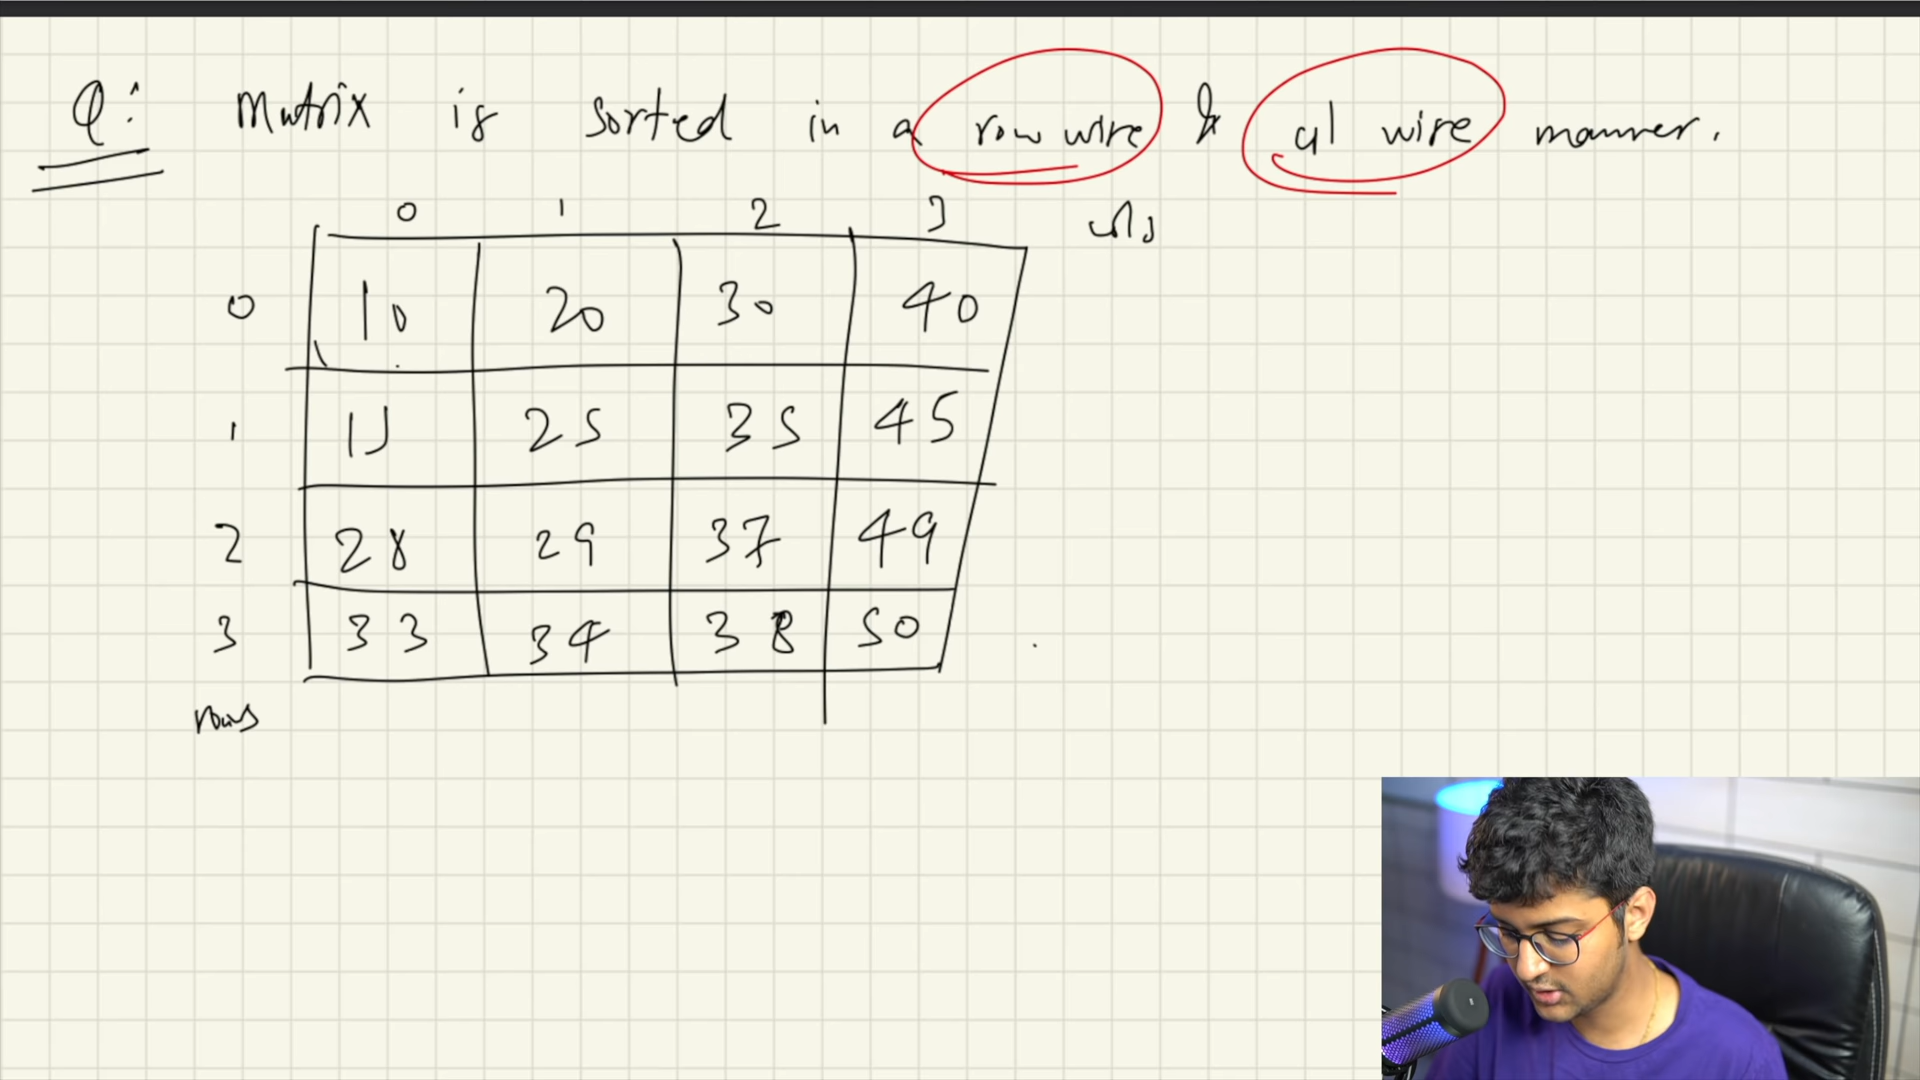 Q: Matrix is sorted in a row wise & col wise manner.
0 1 2 3 cols
0 10 20 30 40
1 15 25 35 45
2 28 29 37 49
3 33 34 38 50
rows